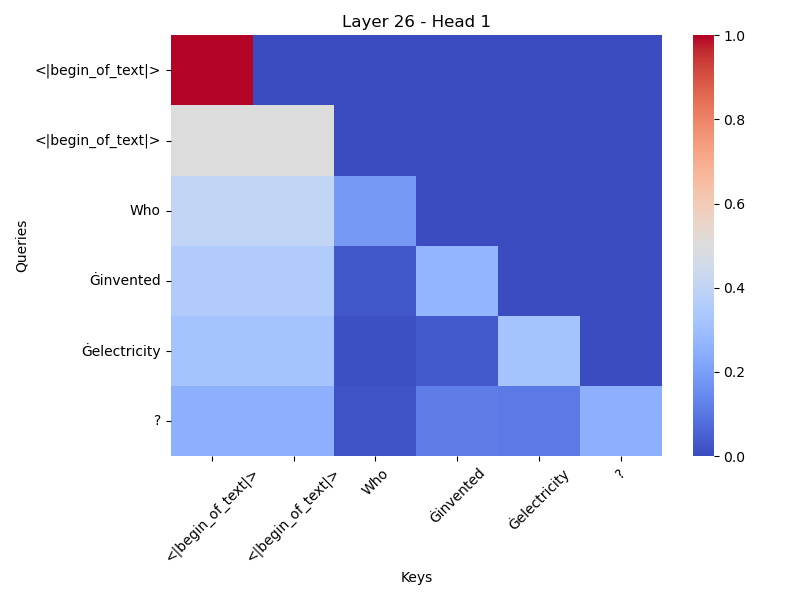 Layer 26 - Head 1
<|begin_of_text|>
<|begin_of_text|>
Who
Ġinvented
Ġelectricity
?
Queries
<|begin_of_text|>
<|begin_of_text|>
Who
Ġinvented
Ġelectricity
?
Keys
1.0
0.8
0.6
0.4
0.2
0.0